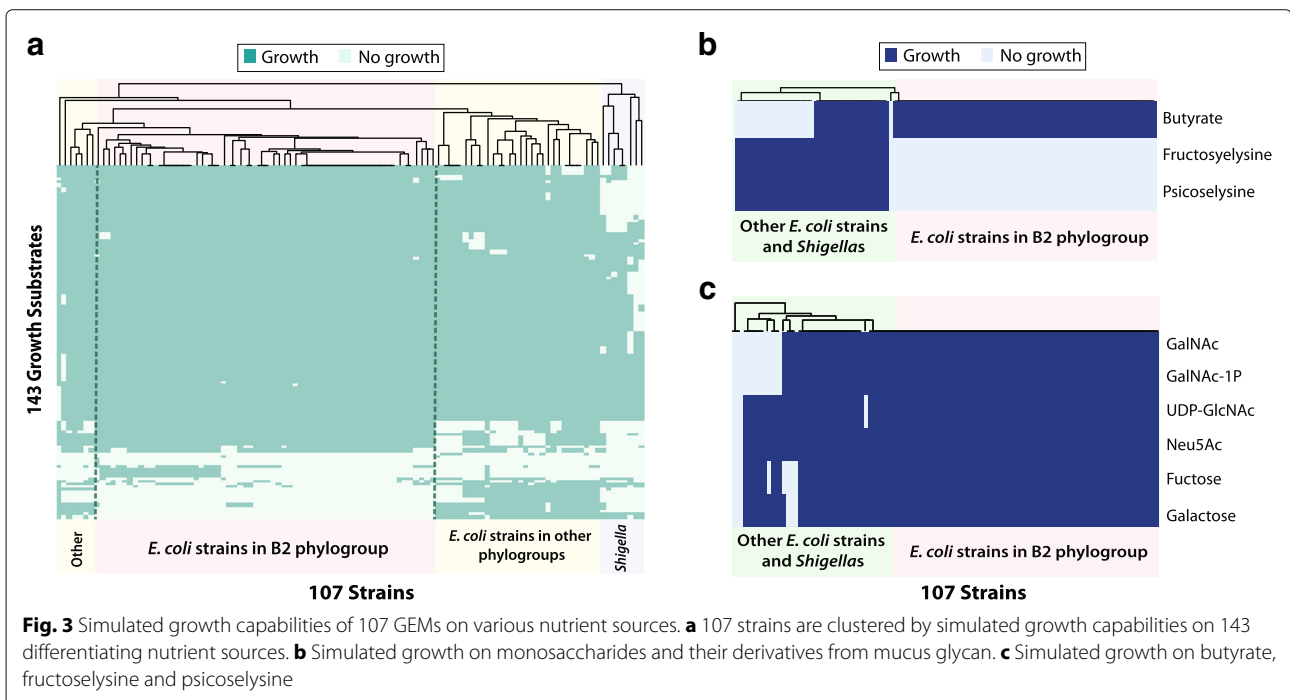 a
Growth No growth
143 Growth Ssubstrates
Other
E. coli strains in B2 phylogroup
E. coli strains in other
phylogroups
Shigella
107 Strains
b
Growth No growth
Butyrate
Fructosyelysine
Psicoselysine
Other E. coli strains
and Shigellas
E. coli strains in B2 phylogroup
c
GalNAc
GalNAc-1P
UDP-GlcNAc
Neu5Ac
Fuctose
Galactose
Other E. coli strains
and Shigellas
E. coli strains in B2 phylogroup
107 Strains
Fig. 3 Simulated growth capabilities of 107 GEMs on various nutrient sources. a 107 strains are clustered by simulated growth capabilities on 143
differentiating nutrient sources. b Simulated growth on monosaccharides and their derivatives from mucus glycan. c Simulated growth on butyrate,
fructoselysine and psicoselysine